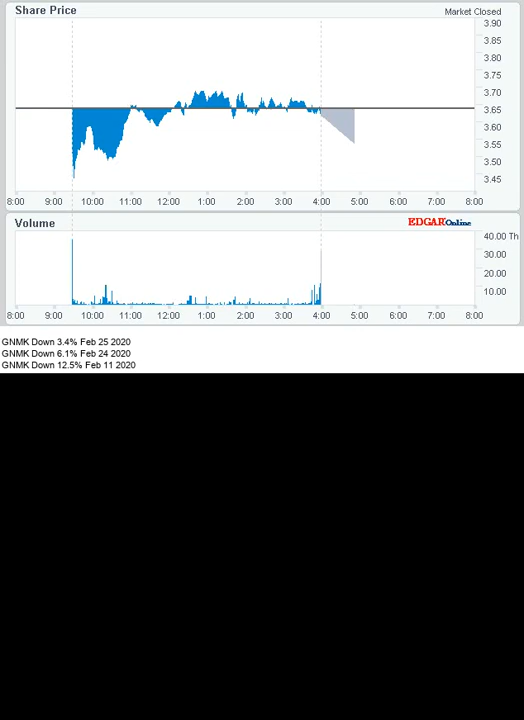 Share Price
Market Closed
3.90
3.85
3.80
3.75
3.70
3.65
3.60
3.55
3.50
3.45
8:00 9:00 10:00 11:00 12:00 1:00 2:00 3:00 4:00 5:00 6:00 7:00 8:00
Volume
EDGAROnline
40.00 Th
30.00
20.00
10.00
8:00 9:00 10:00 11:00 12:00 1:00 2:00 3:00 4:00 5:00 6:00 7:00 8:00
GNMK Down 3.4% Feb 25 2020
GNMK Down 6.1% Feb 24 2020
GNMK Down 12.5% Feb 11 2020